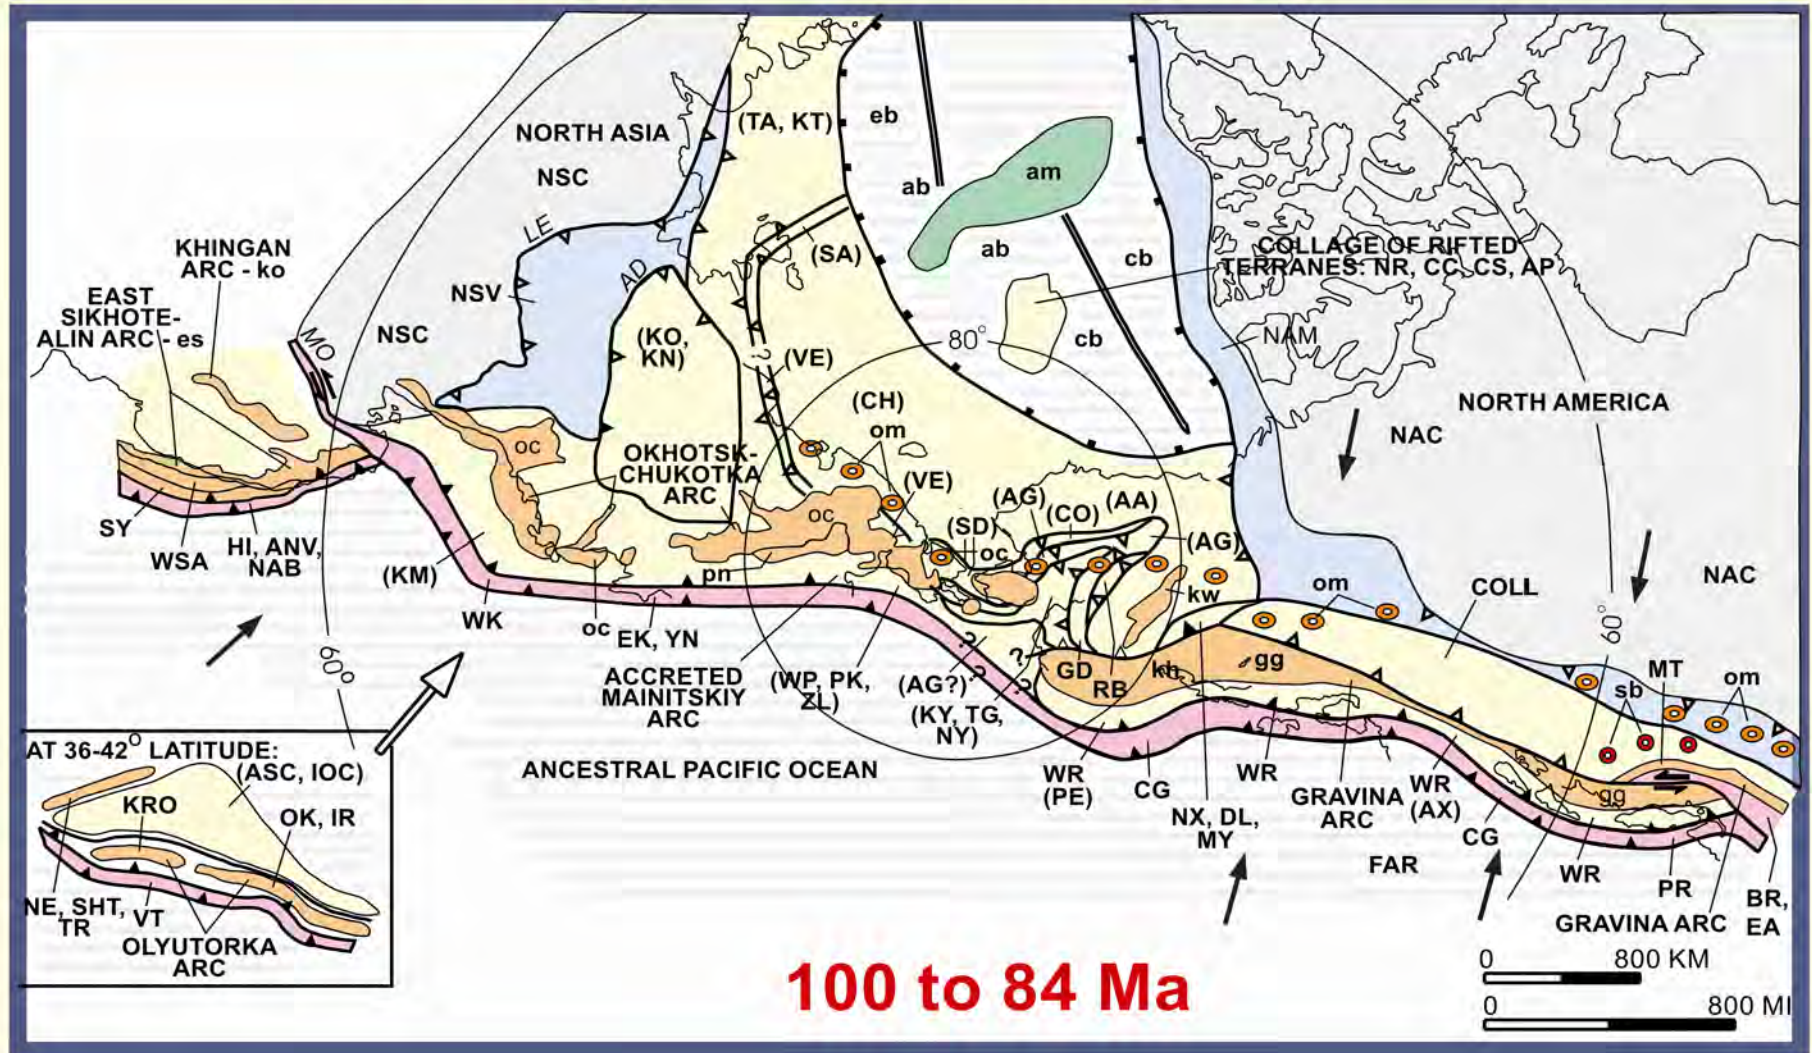 NORTH ASIA
NSC
(TA, KT)
eb
ab
am
ab
cb
cb
(SA)
COLLAGE OF RIFTED
TERRANES: NR, CC, CS, AP
NAM
NORTH AMERICA
NAC
NAC
KHINGAN
ARC - ko
EAST
SIKHOTE-
ALIN ARC - es
LE
AD
NSV
MO
NSC
(KO,
KN)
?
(VE)
80°
(CH)
om
oc
OKHOTSK-
CHUKOTKA
ARC
oc
(VE)
(AG)
(AA)
(CO)
(SD)
oc
(AG)
kw
om
COLL
SY
WSA
HI, ANV,
NAB
(KM)
WK
pn
oc
EK, YN
ACCRETED
MAINITSKIY
ARC
(WP, PK,
ZL)
?
?
?
?
(AG?)
(KY, TG,
NY)
GD
RB
kh
gg
60°
60°
MT
sb
om
ANCESTRAL PACIFIC OCEAN
WR
(PE)
CG
WR
NX, DL,
MY
GRAVINA
ARC
WR
(AX)
CG
gg
FAR
WR
PR
GRAVINA ARC
BR,
EA
AT 36-42° LATITUDE:
(ASC, IOC)
KRO
OK, IR
NE, SHT,
TR
VT
OLYUTORKA
ARC
100 to 84 Ma
0 800 KM
0 800 MI